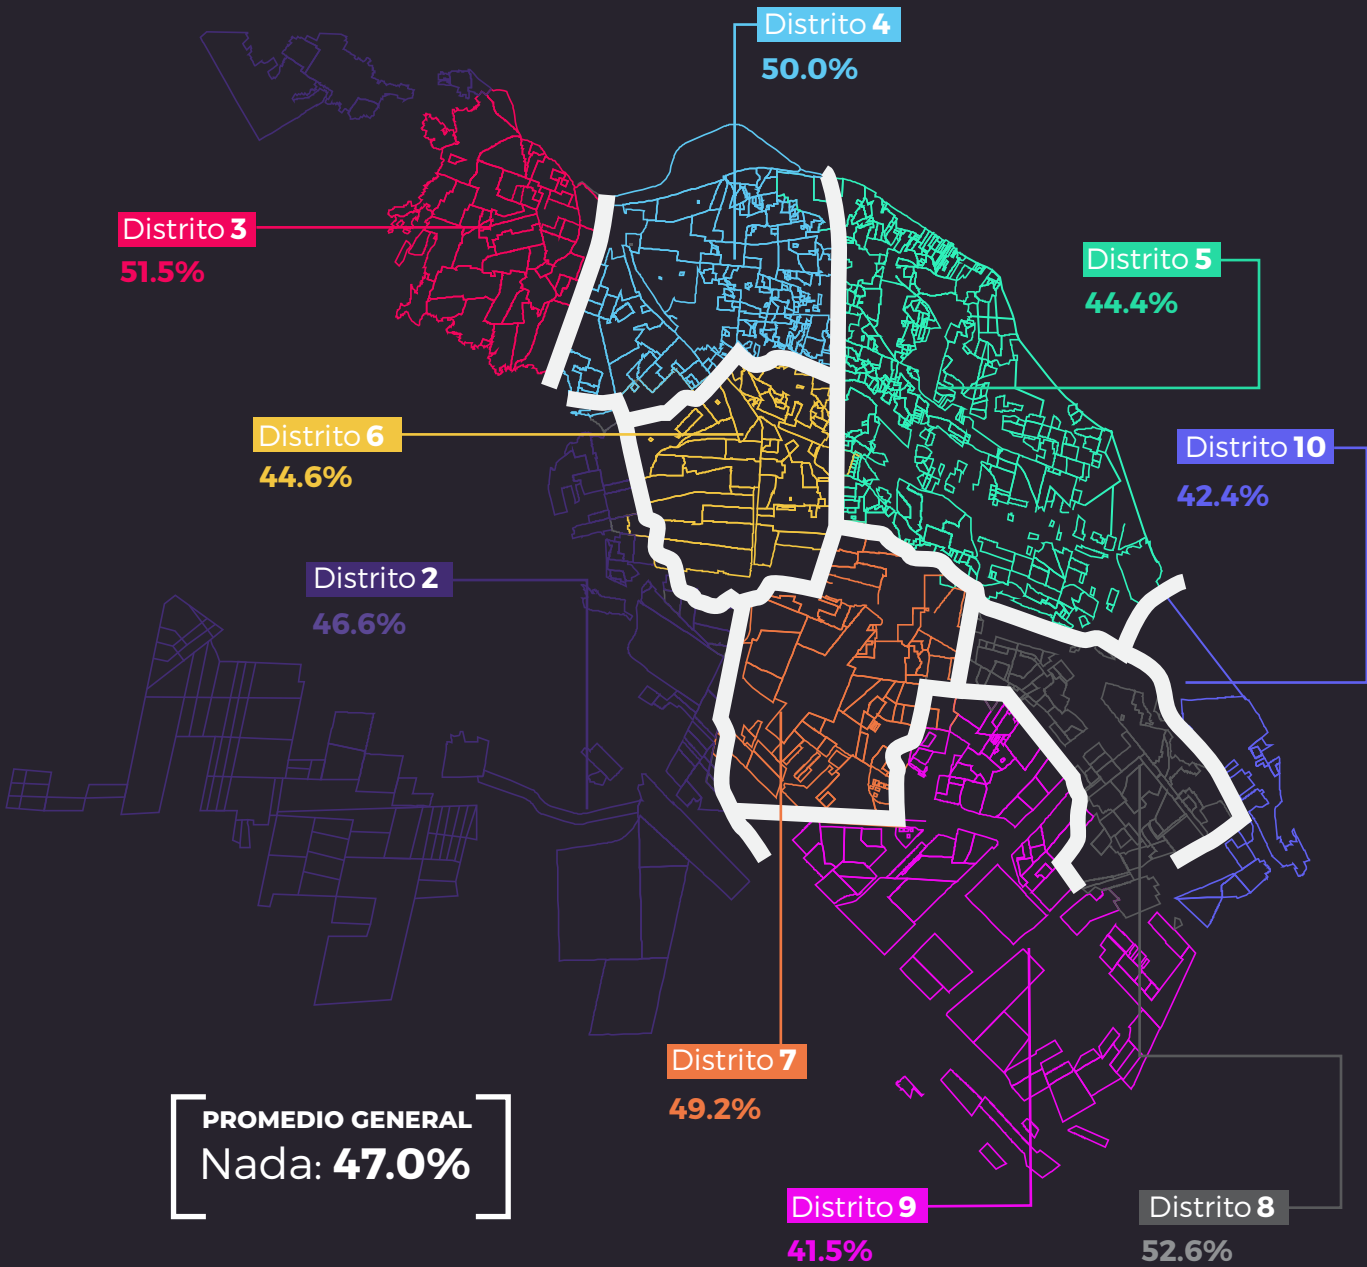 Distrito 4
50.0%
Distrito 3
51.5%
Distrito 5
44.4%
Distrito 6
44.6%
Distrito 10
42.4%
Distrito 2
46.6%
Distrito 7
49.2%
PROMEDIO GENERAL
Nada: 47.0%
Distrito 9
41.5%
Distrito 8
52.6%